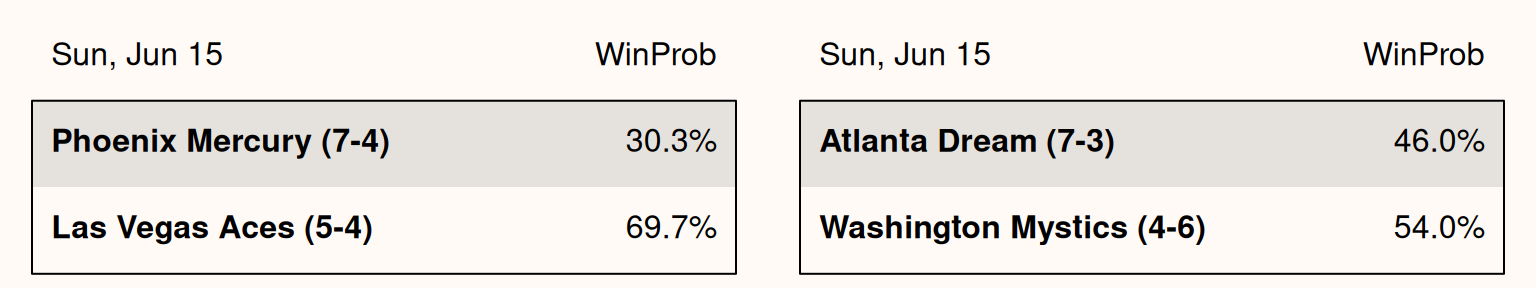 Sun, Jun 15 WinProb
Phoenix Mercury (7-4) 30.3%
Las Vegas Aces (5-4) 69.7%
Sun, Jun 15 WinProb
Atlanta Dream (7-3) 46.0%
Washington Mystics (4-6) 54.0%